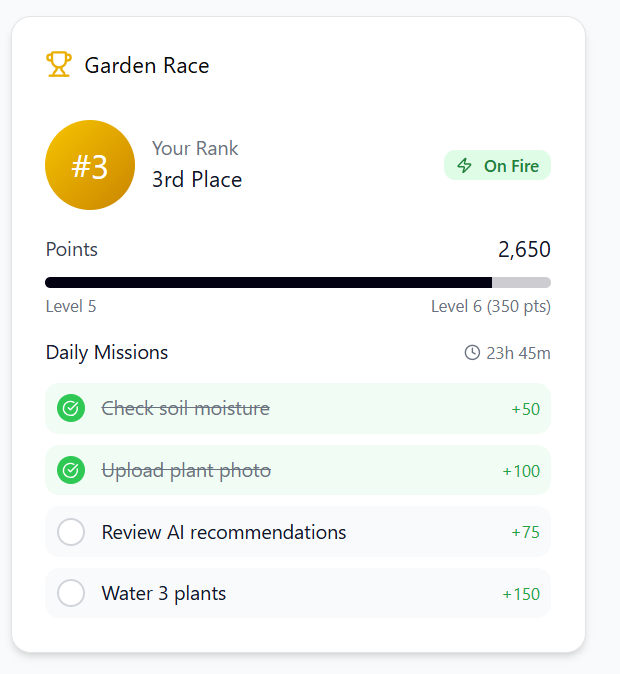 Garden Race
#3
Your Rank
3rd Place
On Fire
Points
2,650
Level 5
Level 6 (350 pts)
Daily Missions
23h 45m
Check soil moisture
+50
Upload plant photo
+100
Review AI recommendations
+75
Water 3 plants
+150